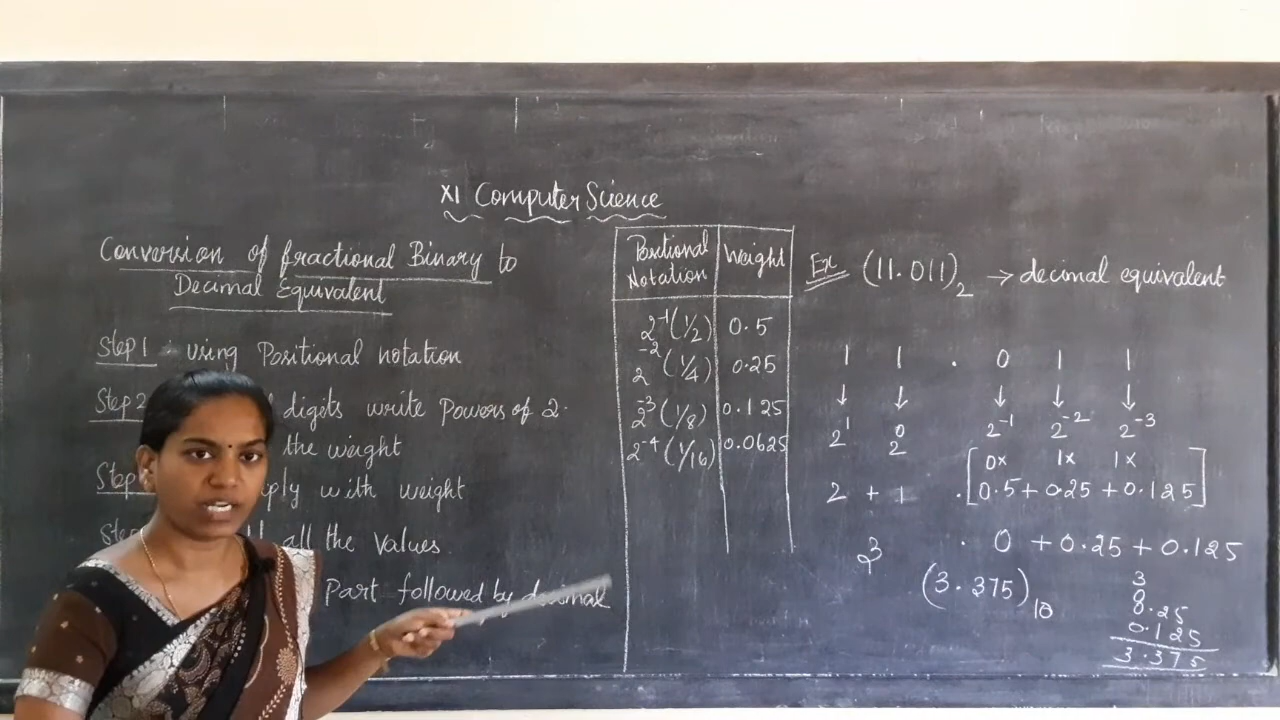 XI Computer Science
Conversion of fractional Binary to
Decimal Equivalent
Step 1 : using Positional notation
Step 2 digits write Powers of 2.
the weight
Step with weight
Step all the values.
Part followed by decimal
Positional Notation Weight
2⁻¹ (1/2) 0.5
2⁻² (1/4) 0.25
2⁻³ (1/8) 0.125
2⁻⁴ (1/16) 0.0625
Ex (11.011)₂ → decimal equivalent
1 1 . 0 1 1
↓ ↓ ↓ ↓ ↓
2¹ 2⁰ 2⁻¹ 2⁻² 2⁻³
[0x 1x 1x
2 + 1 . 0.5 + 0.25 + 0.125]
3 . 0 + 0.25 + 0.125
(3.375)₁₀
3
0
0.25
0.125
3.375